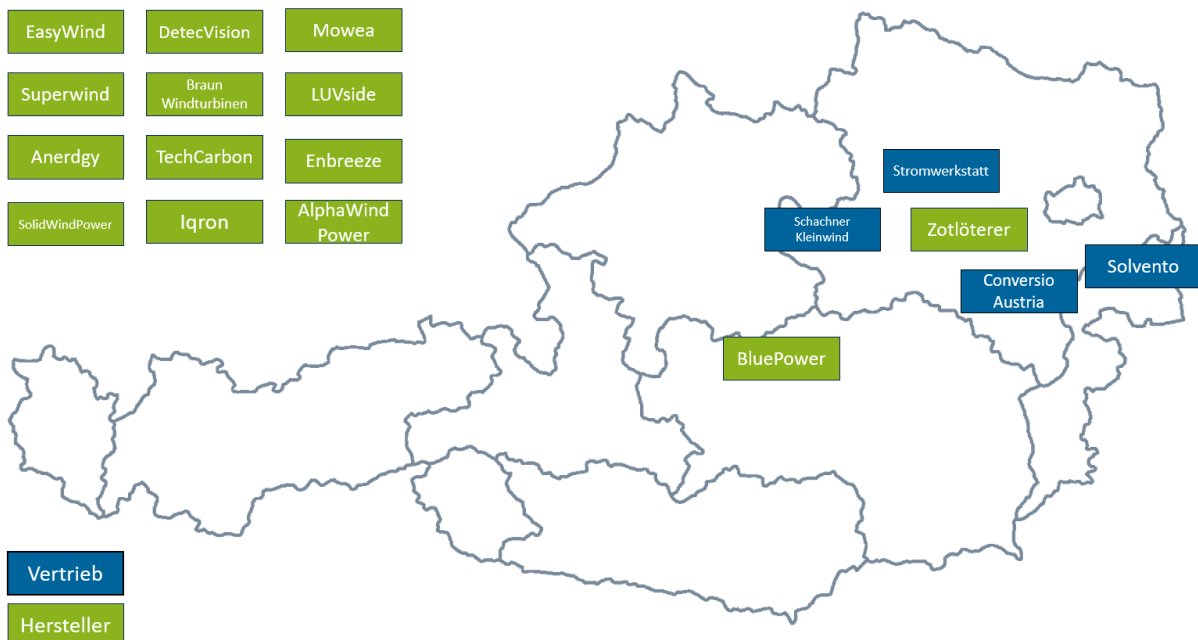 EasyWind
DetecVision
Mowea
Superwind
Braun
Windturbinen
LUVside
Anerdgy
TechCarbon
Enbreeze
SolidWindPower
Iqron
AlphaWind
Power
Stromwerkstatt
Schachner
Kleinwind
Zotlöterer
Solvento
Conversio
Austria
BluePower
Vertrieb
Hersteller